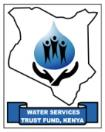 WATER SERVICES
TRUST FUND, KENYA